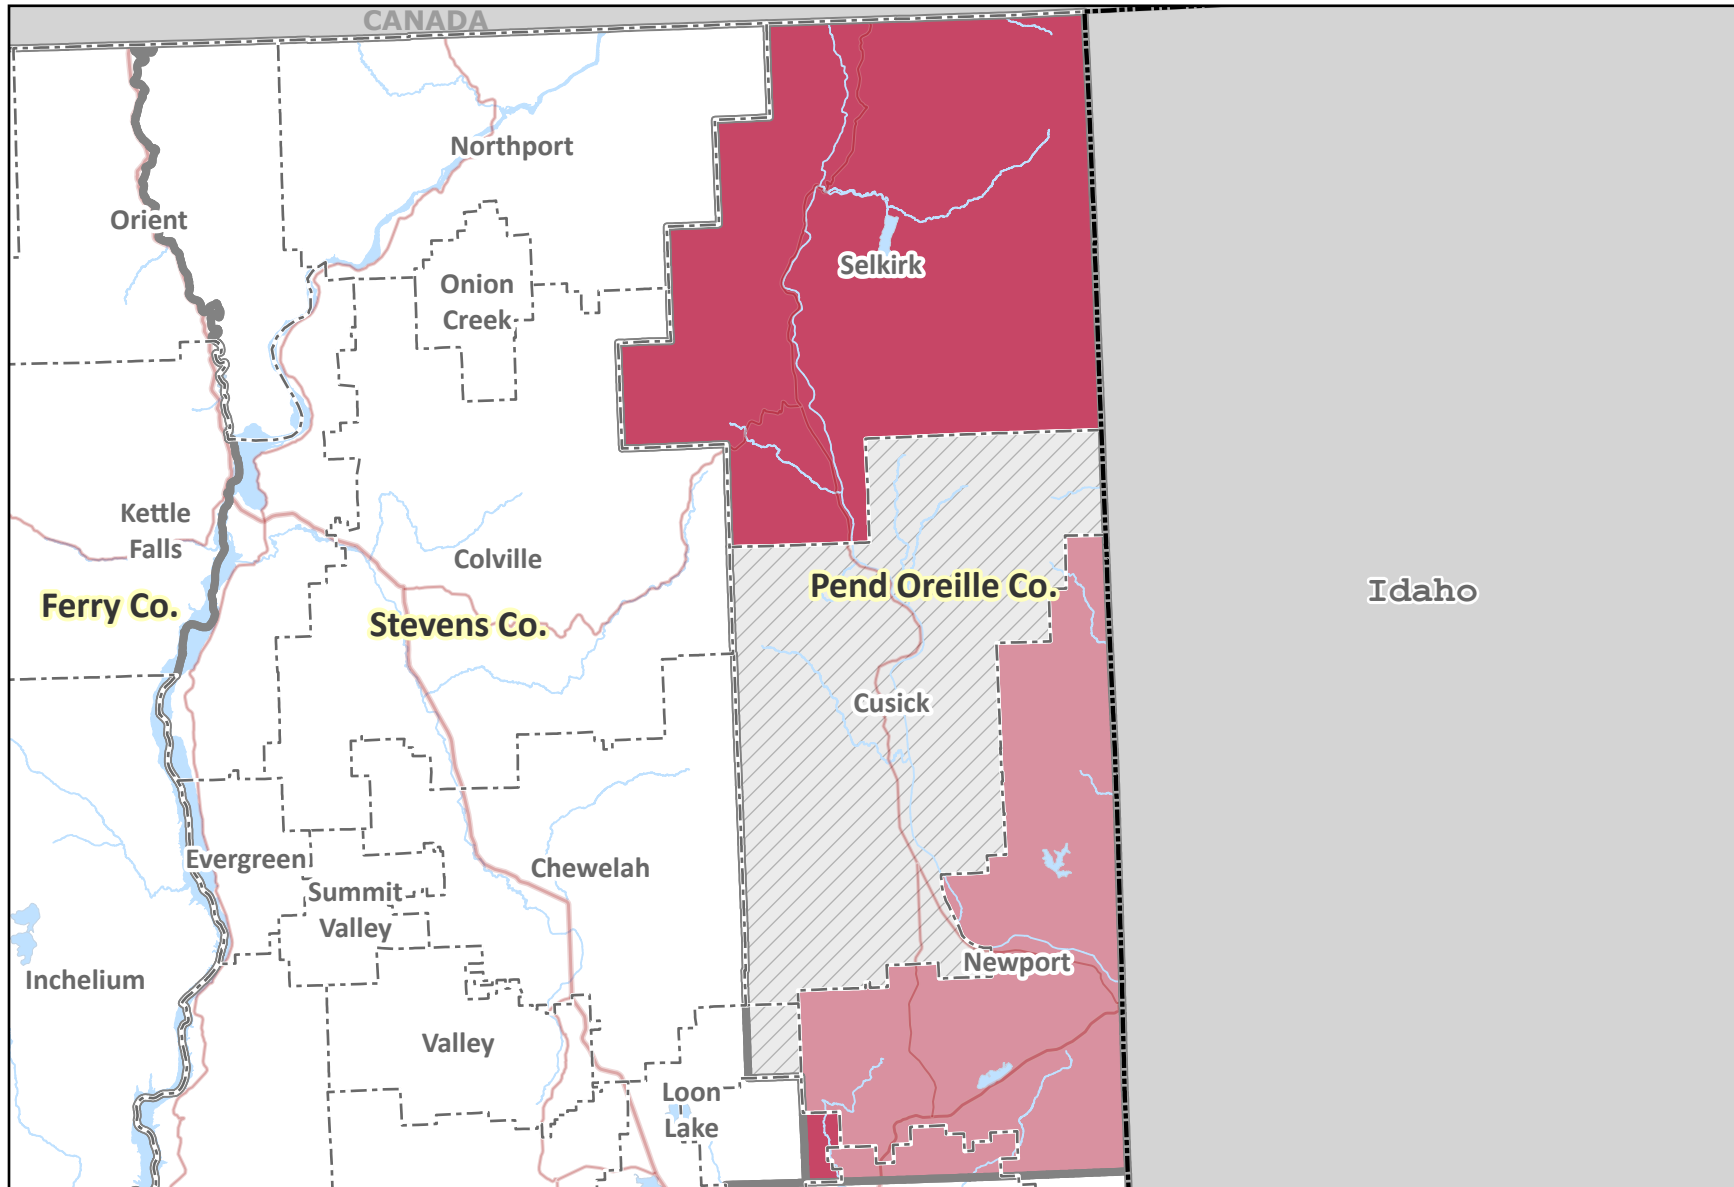 CANADA
Northport
Orient
Selkirk
Onion
Creek
Kettle
Falls
Colville
Ferry Co.
Stevens Co.
Pend Oreille Co.
Idaho
Cusick
Evergreen
Summit
Valley
Chewelah
Inchelium
Newport
Valley
Loon
Lake